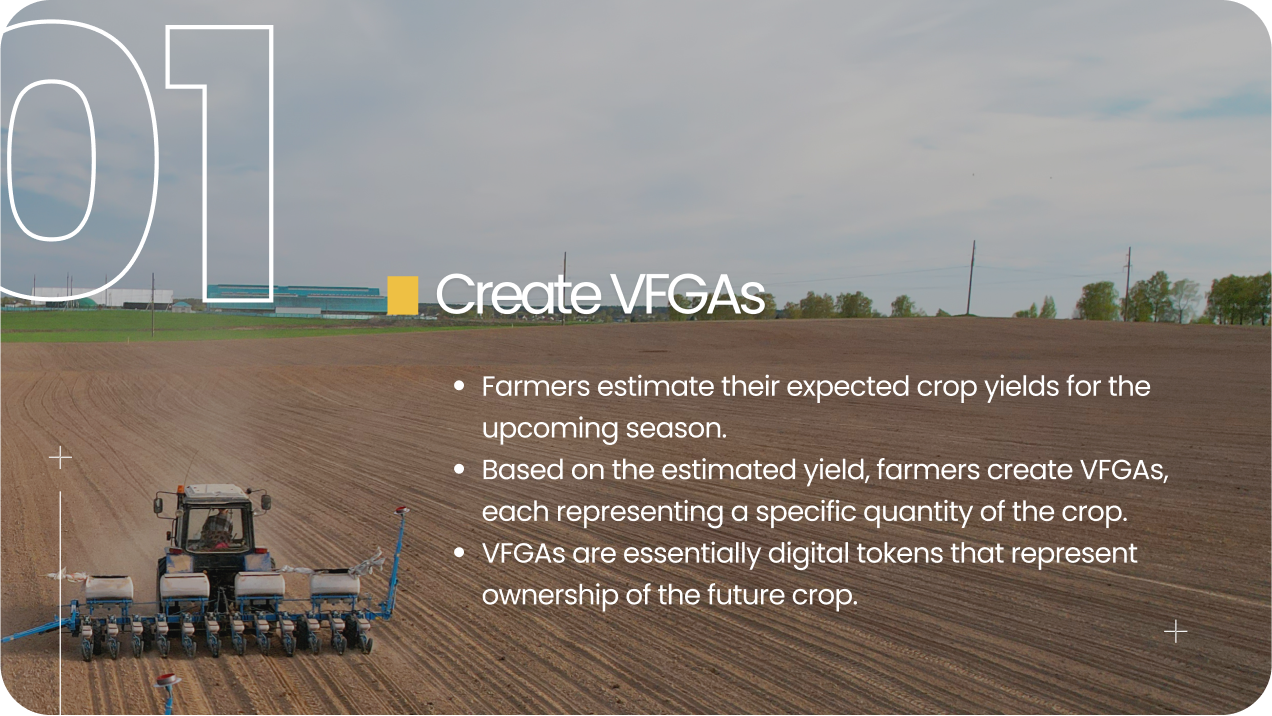 01
Create VFGAs
• Farmers estimate their expected crop yields for the
upcoming season.
• Based on the estimated yield, farmers create VFGAs,
each representing a specific quantity of the crop.
• VFGAs are essentially digital tokens that represent
ownership of the future crop.